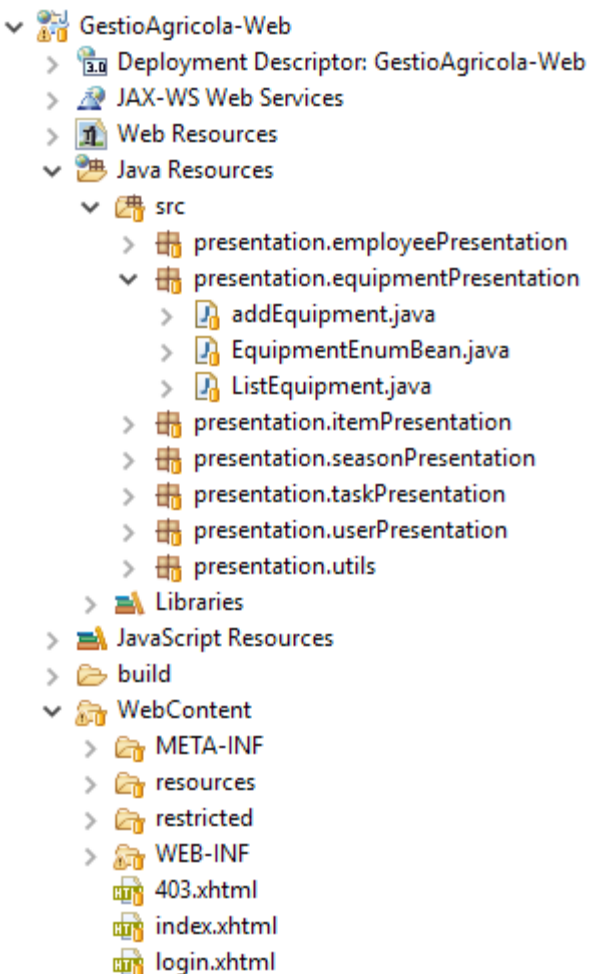 GestioAgricola-Web
Deployment Descriptor: GestioAgricola-Web
JAX-WS Web Services
Web Resources
Java Resources
src
presentation.employeePresentation
presentation.equipmentPresentation
addEquipment.java
EquipmentEnumBean.java
ListEquipment.java
presentation.itemPresentation
presentation.seasonPresentation
presentation.taskPresentation
presentation.userPresentation
presentation.utils
Libraries
JavaScript Resources
build
WebContent
META-INF
resources
restricted
WEB-INF
403.xhtml
index.xhtml
login.xhtml